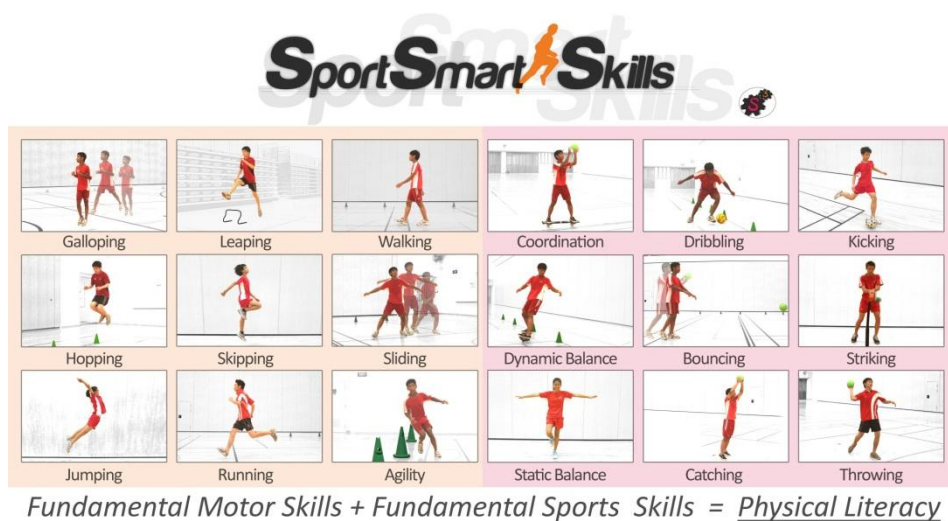 SportSmart Skills
Galloping Leaping Walking Coordination Dribbling Kicking
Hopping Skipping Sliding Dynamic Balance Bouncing Striking
Jumping Running Agility Static Balance Catching Throwing
Fundamental Motor Skills + Fundamental Sports Skills = Physical Literacy